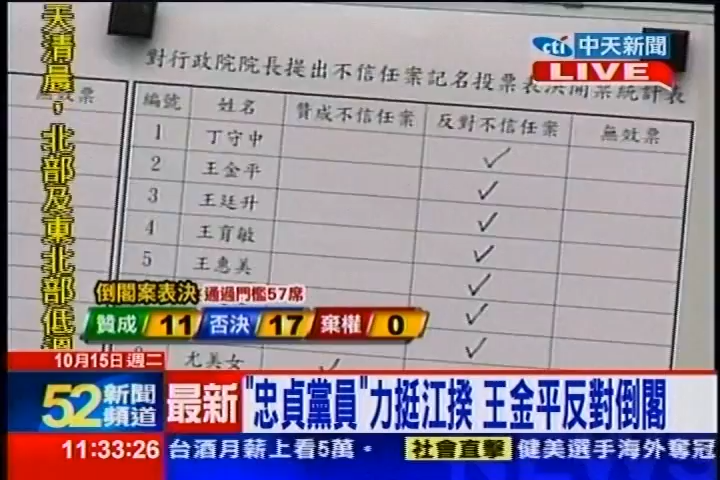 天清晨，北部及東北部低溫
cti 中天新聞
LIVE
對行政院院長提出不信任案記名投票表決開票統計表
無效票
編號 姓名 贊成不信任案 反對不信任案 無效票
1 丁守中 ✓
2 王金平 ✓
3 王廷升 ✓
4 王育敏 ✓
5 王惠美 ✓
倒閣案表決 通過門檻57席
贊成 11 否決 17 棄權 0
尤美女 ✓
10月15日 週二
52 新聞頻道
最新 "忠貞黨員"力挺江揆 王金平反對倒閣
11:33:26 台酒月薪上看5萬。 社會直擊 健美選手海外奪冠
NEWS